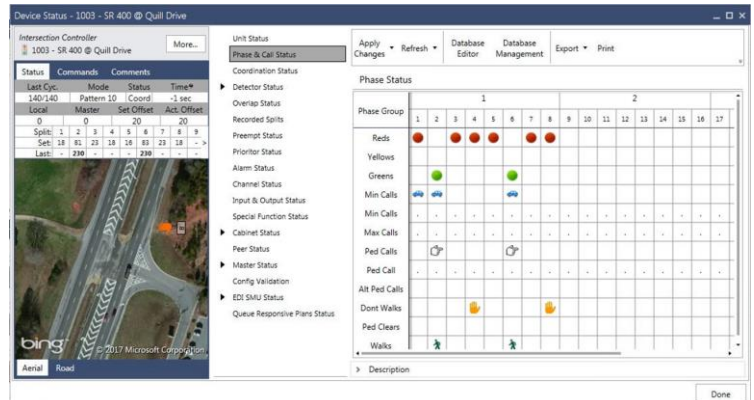 Device Status - 1003 - SR 400 @ Quill Drive
Intersection Controller
1003 - SR 400 @ Quill Drive
More...
Status Commands Comments
Last Cyc. Mode Status Time
140/140 Pattern 10 Coord -1 sec
Local Master Set Offset Act. Offset
0 0 20 20
Split: 1 2 3 4 5 6 7 8 9
Set: 18 81 23 18 16 83 23 18 - >
Last: - 230 - - - 230 - - -
bing
© 2017 Microsoft Corporation
Aerial Road
Unit Status
Phase & Call Status
Coordination Status
Detector Status
Overlap Status
Recorded Splits
Preempt Status
Prioritor Status
Alarm Status
Channel Status
Input & Output Status
Special Function Status
Cabinet Status
Peer Status
Master Status
Config Validation
EDI SMU Status
Queue Responsive Plans Status
Apply Changes
Refresh
Database Editor
Database Management
Export
Print
Phase Status
Phase Group
1 2
1 2 3 4 5 6 7 8 9 10 11 12 13 14 15 16 17
Reds
Yellows
Greens
Min Calls
Min Calls . . . . . . . . . . . . . . . . .
Max Calls . . . . . . . . . . . . . . . . .
Ped Calls
Ped Call . . . . . . . . . . . . . . . . .
Alt Ped Calls
Dont Walks
Ped Clears
Walks
> Description
Done